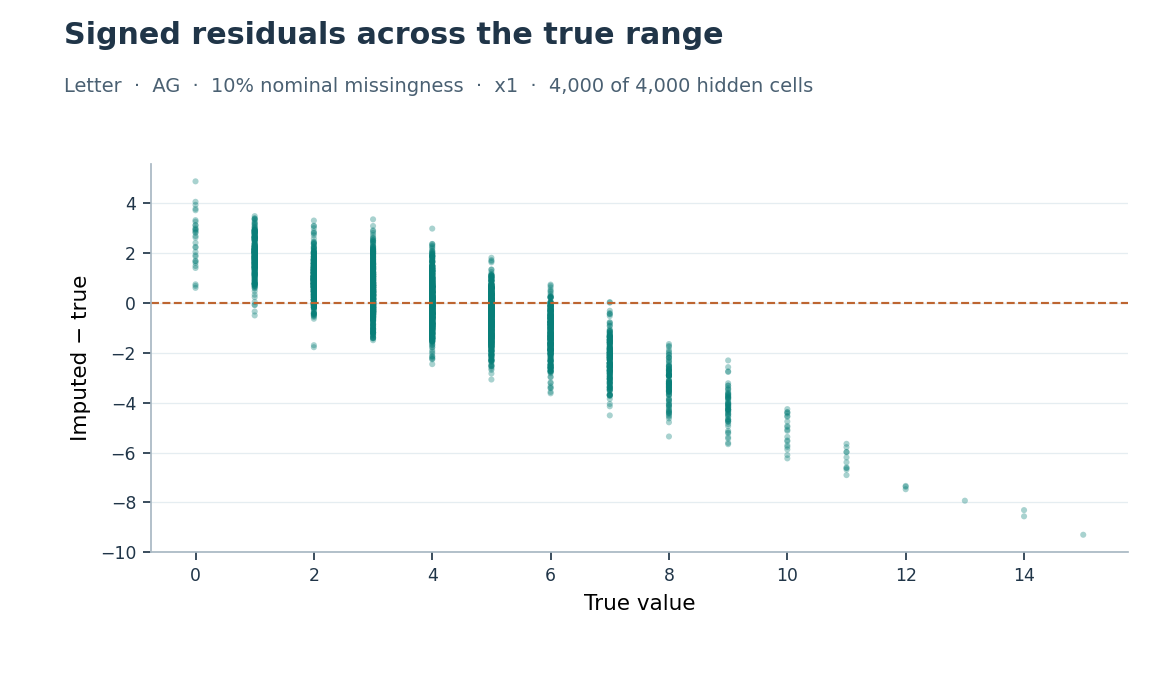 Signed residuals across the true range
Letter · AG · 10% nominal missingness · x1 · 4,000 of 4,000 hidden cells
4
2
0
−2
−4
−6
−8
−10
Imputed − true
0 2 4 6 8 10 12 14
True value